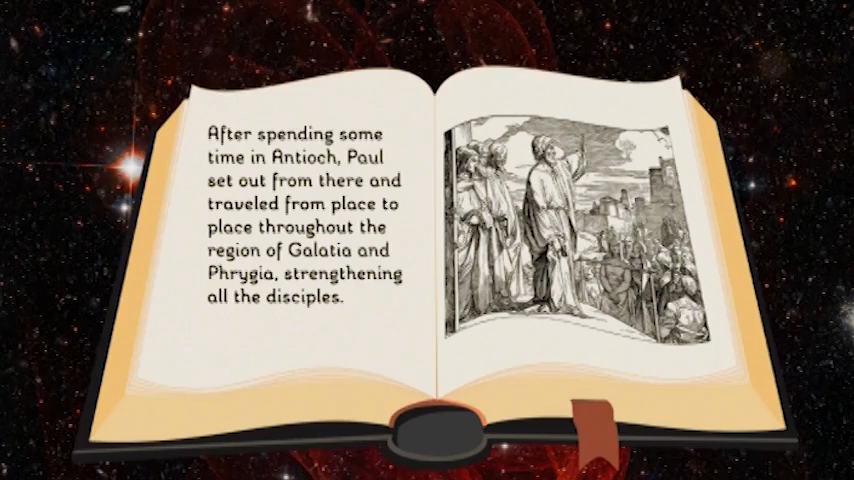 After spending some
time in Antioch, Paul
set out from there and
traveled from place to
place throughout the
region of Galatia and
Phrygia, strengthening
all the disciples.